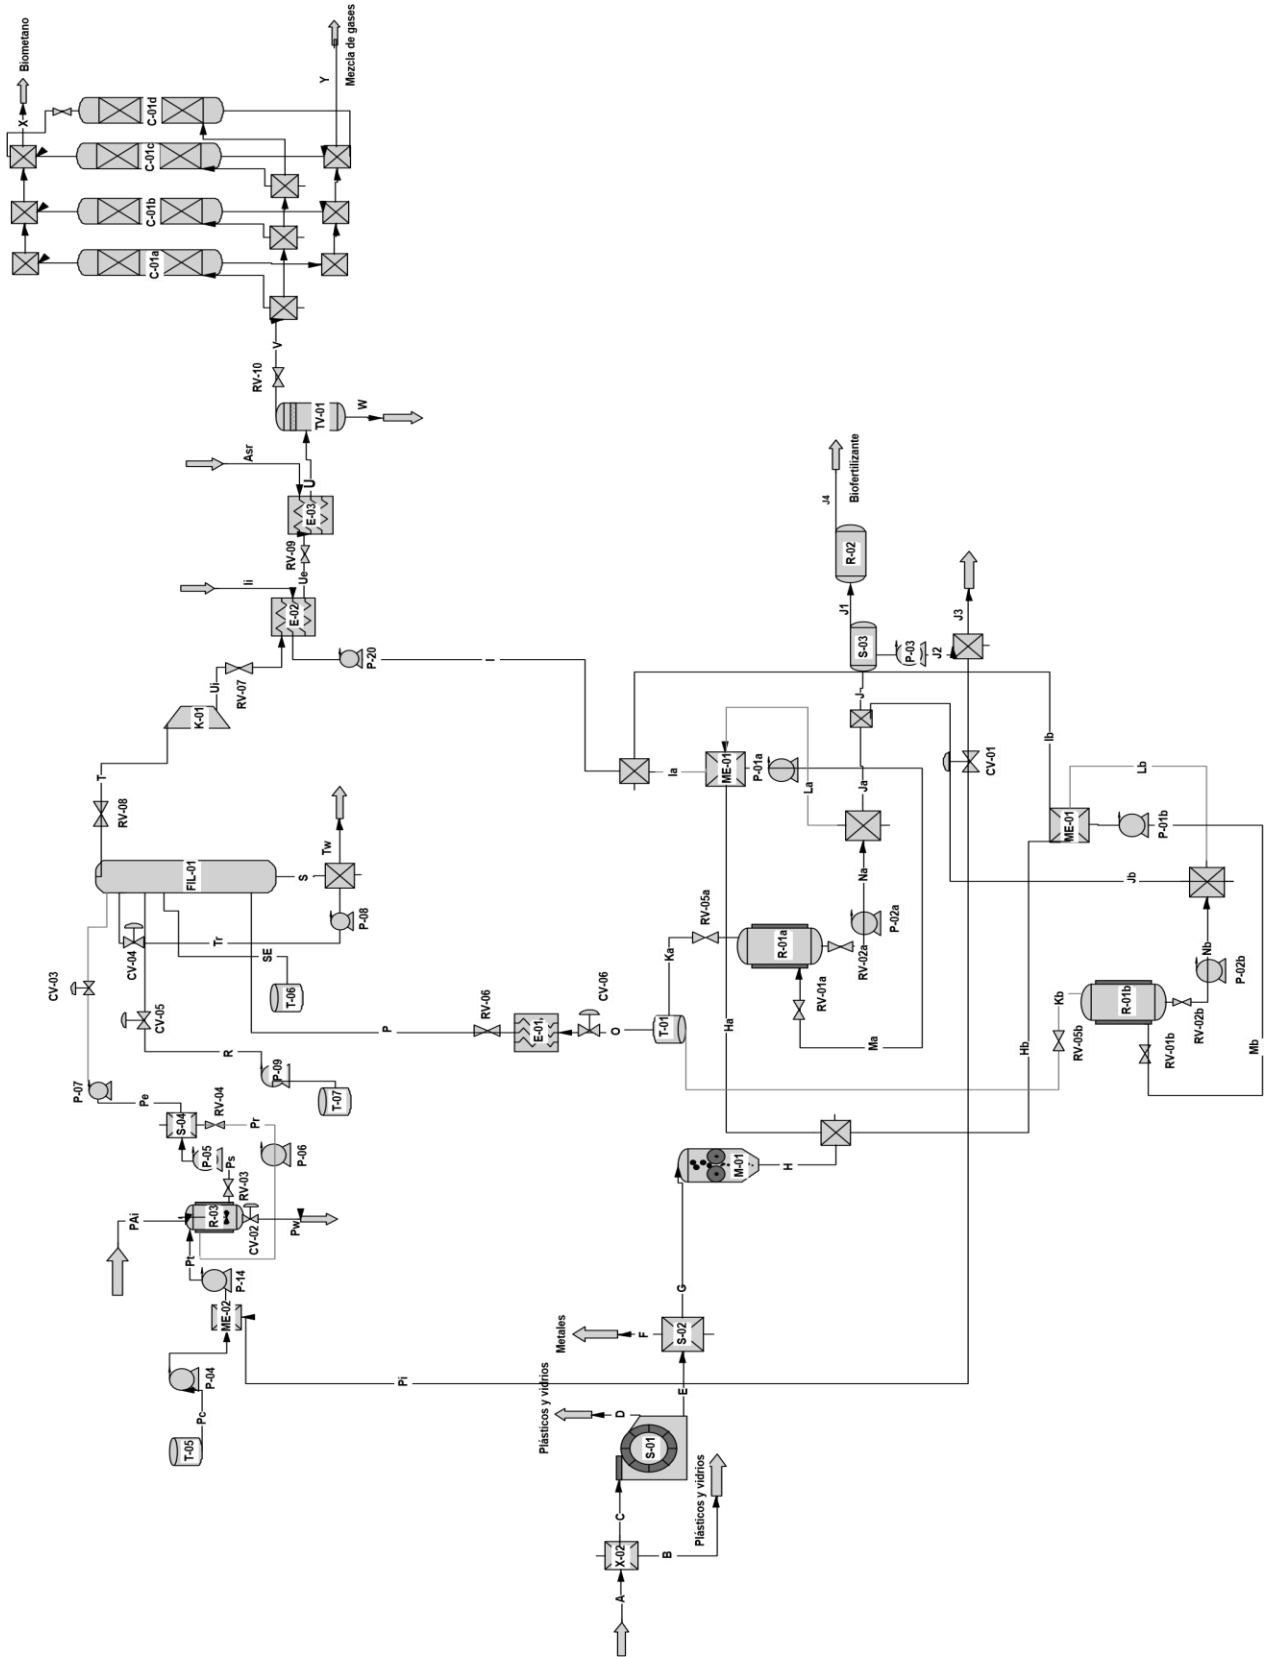 Biometano
X
Y
Mezcla de gases
C-01d
C-01c
C-01b
C-01a
V
RV-10
TV-01
W
Asr
U
E-03
RV-09
Ue
Ii
E-02
P-20
I
RV-07
Ui
K-01
T
RV-08
FIL-01
S
Tw
P-08
Tr
SE
CV-04
CV-03
T-06
CV-05
R
P-09
T-07
P
RV-06
E-01,
CV-06
O
T-01
P-07
Pe
S-04
RV-04
Pr
P-05
P-06
Ps
RV-03
R-03
PAi
CV-02
Pw
Pt
P-14
ME-02
P-04
Pc
T-05
Pi
J4
Biofertilizante
R-02
J1
S-03
P-03
J2
J3
J
CV-01
Ia
ME-01
P-01a
La
Ja
Na
P-02a
RV-05a
Ka
R-01a
RV-02a
RV-01a
Ma
Ha
Ib
ME-01
P-01b
Lb
Jb
Nb
P-02b
Kb
R-01b
RV-02b
RV-05b
RV-01b
Mb
Hb
M-01
H
G
Metales
F
S-02
E
Plásticos y vidrios
D
S-01
Plásticos y vidrios
C
X-02
B
A